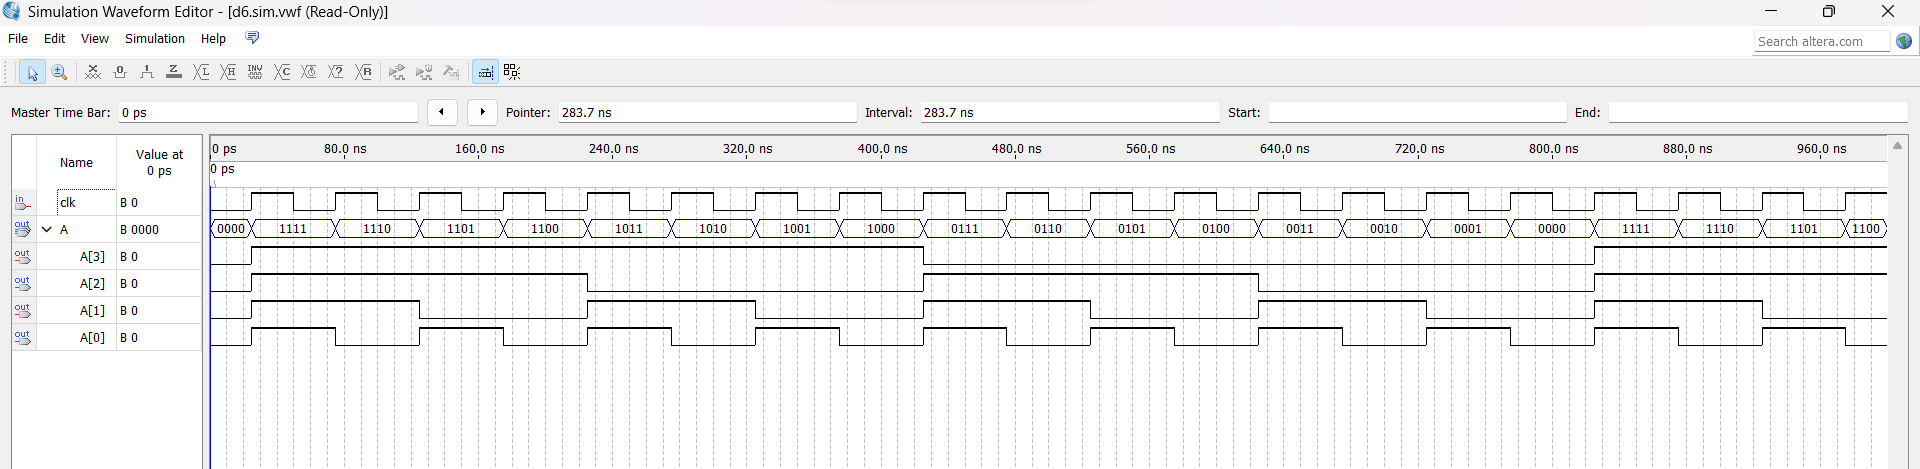 Simulation Waveform Editor - [d6.sim.vwf (Read-Only)]
File Edit View Simulation Help
Search altera.com
Master Time Bar: 0 ps Pointer: 283.7 ns Interval: 283.7 ns Start: End:
Name Value at 0 ps
0 ps 80.0 ns 160.0 ns 240.0 ns 320.0 ns 400.0 ns 480.0 ns 560.0 ns 640.0 ns 720.0 ns 800.0 ns 880.0 ns 960.0 ns
0 ps
in clk B 0
out A B 0000 0000 1111 1110 1101 1100 1011 1010 1001 1000 0111 0110 0101 0100 0011 0010 0001 0000 1111 1110 1101 1100
out A[3] B 0
out A[2] B 0
out A[1] B 0
out A[0] B 0